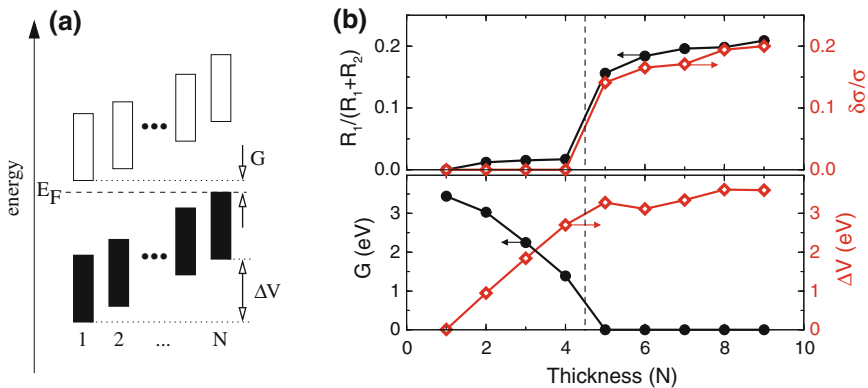 (a)
energy
G
E_F
ΔV
1 2 ... N
(b)
R₁/(R₁+R₂)
0.2
0.1
0.0
0.2
0.1
0.0
δσ/σ
G (eV)
3
2
1
0
3
2
1
0
ΔV (eV)
0 2 4 6 8 10
Thickness (N)